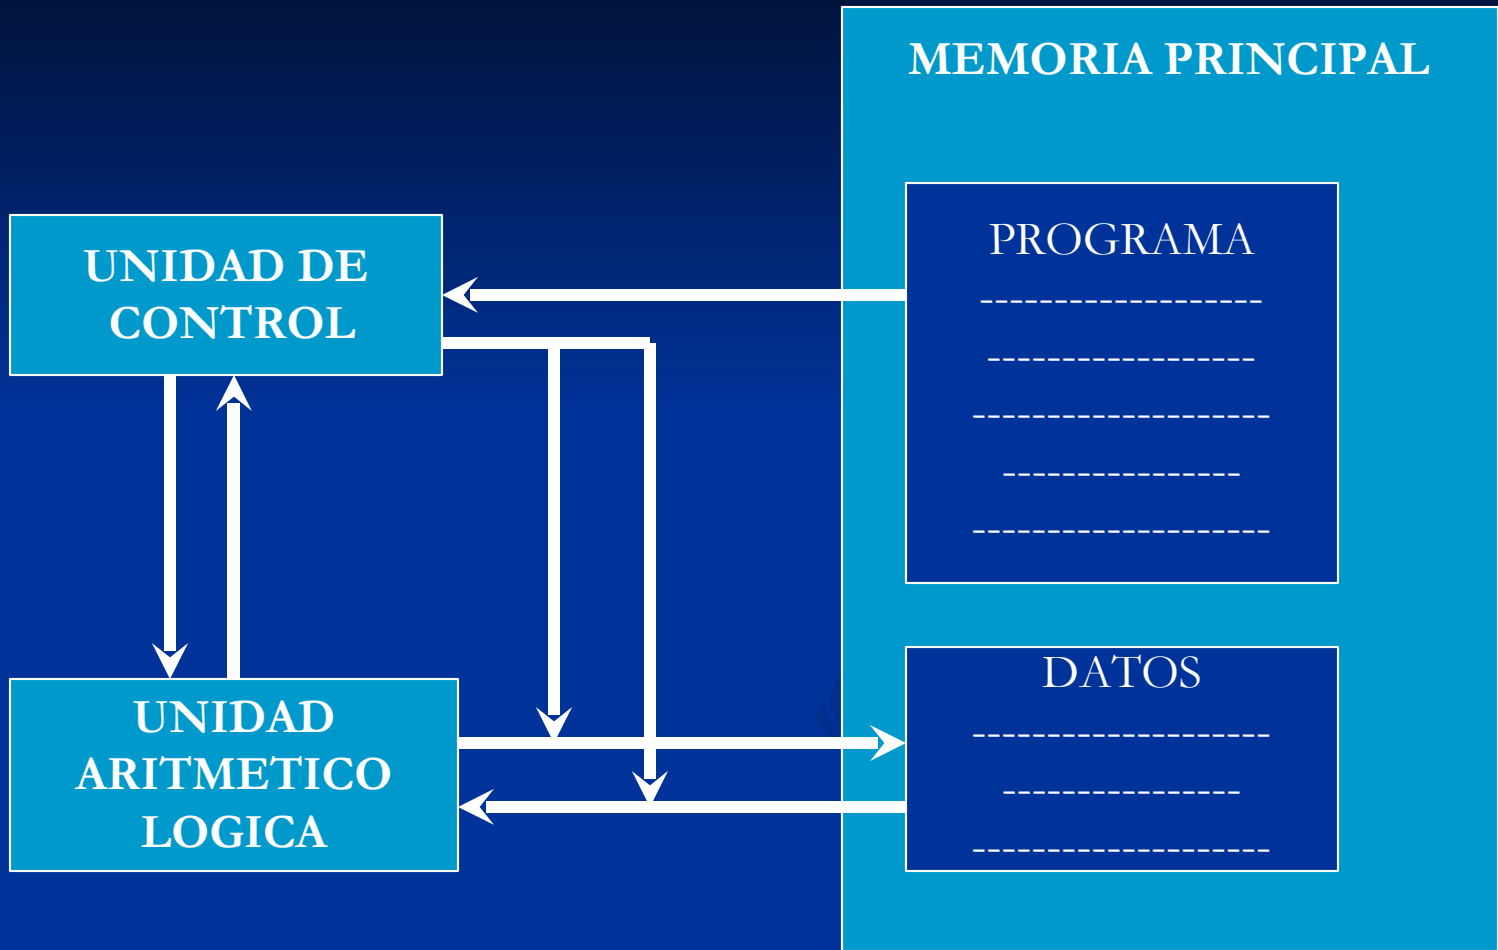 MEMORIA PRINCIPAL
PROGRAMA
-------------------
------------------
--------------------
----------------
--------------------
UNIDAD DE
CONTROL
UNIDAD
ARITMETICO
LOGICA
DATOS
--------------------
----------------
--------------------